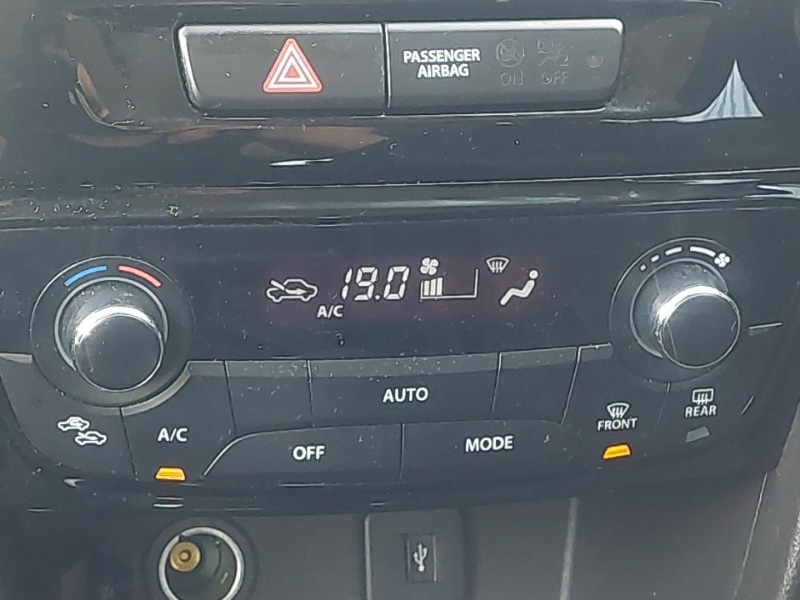 PASSENGER
AIRBAG
ON OFF
19.0
A/C
AUTO
A/C
OFF
MODE
FRONT
REAR